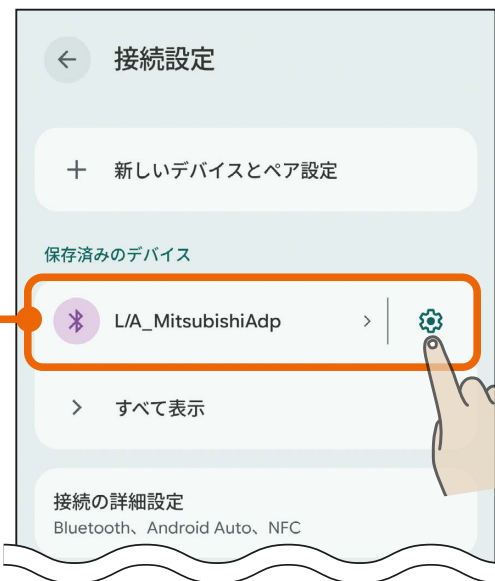 接続設定
新しいデバイスとペア設定
保存済みのデバイス
L/A_MitsubishiAdp
すべて表示
接続の詳細設定
Bluetooth、Android Auto、NFC